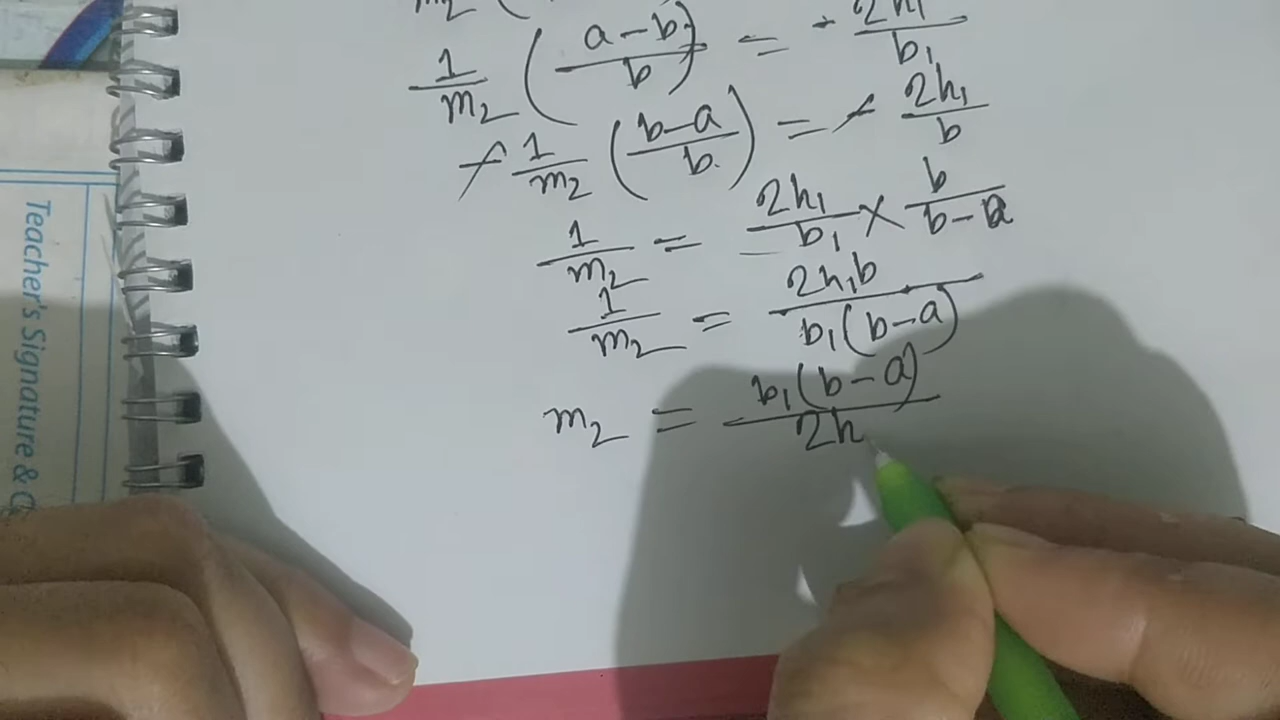 m₂ (
1/m₂ ( (a-b)/b ) = - 2h₁/b₁
- 1/m₂ ( (b-a)/b ) = - 2h₁/b
1/m₂ = 2h₁/b₁ × b/(b-a)
1/m₂ = 2h₁b / b₁(b-a)
m₂ = b₁(b-a) / 2h
Teacher's Signature &